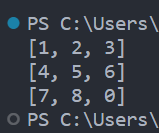 PS C:\Users\
[1, 2, 3]
[4, 5, 6]
[7, 8, 0]
PS C:\Users\